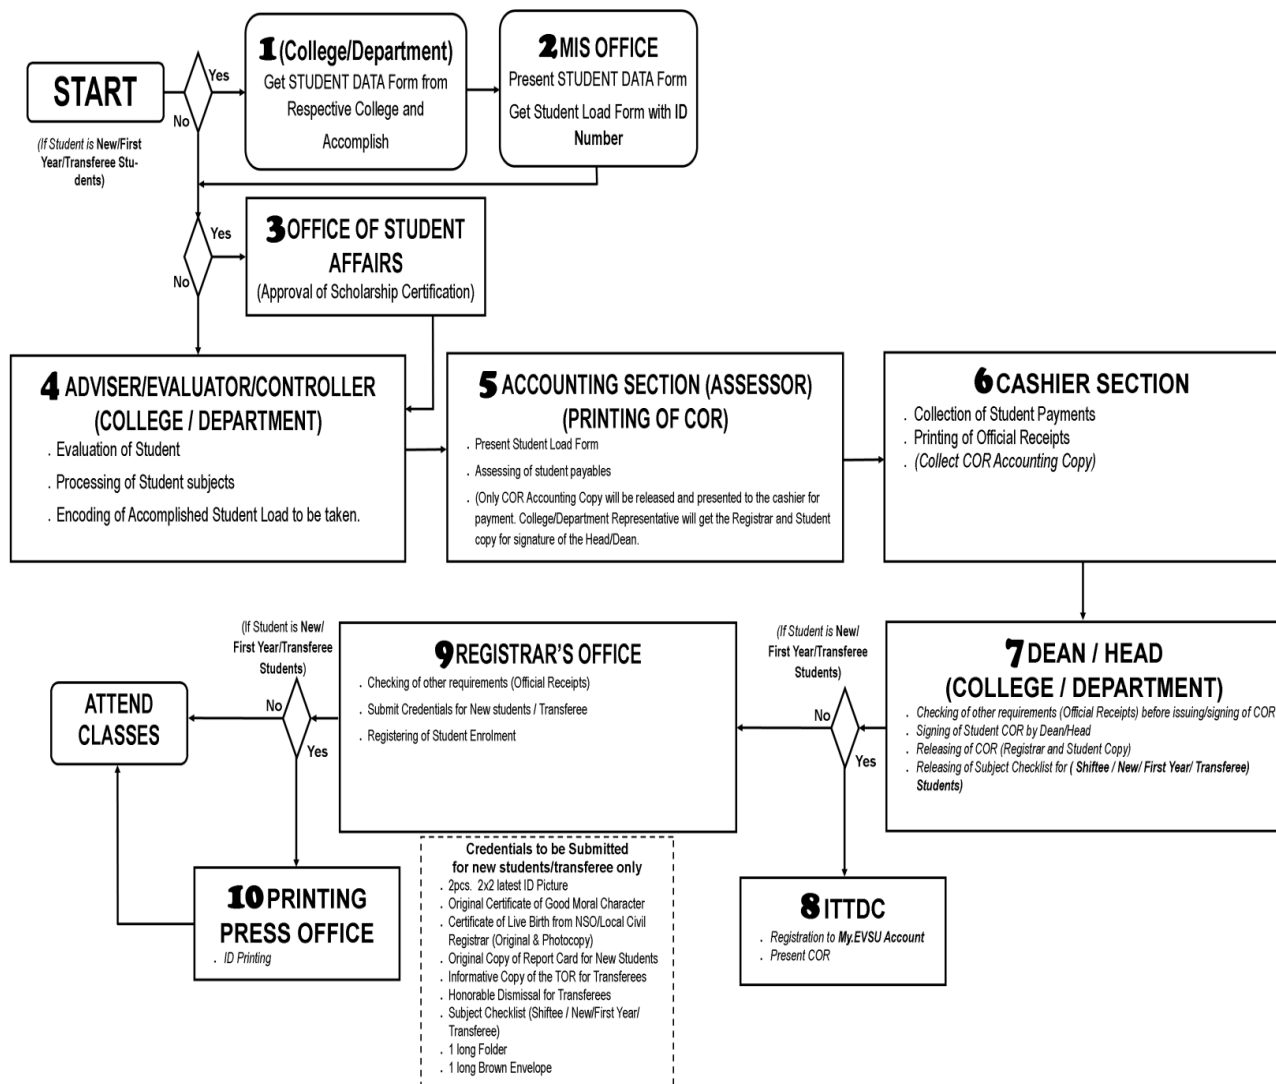 START
(If Student is New/First
Year/Transferee Stu-
dents)
Yes
No
1 (College/Department)
Get STUDENT DATA Form from
Respective College and
Accomplish
2 MIS OFFICE
Present STUDENT DATA Form
Get Student Load Form with ID
Number
Yes
No
3 OFFICE OF STUDENT
AFFAIRS
(Approval of Scholarship Certification)
4 ADVISER/EVALUATOR/CONTROLLER
(COLLEGE / DEPARTMENT)
. Evaluation of Student
. Processing of Student subjects
. Encoding of Accomplished Student Load to be taken.
5 ACCOUNTING SECTION (ASSESSOR)
(PRINTING OF COR)
. Present Student Load Form
. Assessing of student payables
. (Only COR Accounting Copy will be released and presented to the cashier for
payment. College/Department Representative will get the Registrar and Student
copy for signature of the Head/Dean.
6 CASHIER SECTION
. Collection of Student Payments
. Printing of Official Receipts
. (Collect COR Accounting Copy)
7 DEAN / HEAD
(COLLEGE / DEPARTMENT)
. Checking of other requirements (Official Receipts) before issuing/signing of COR
. Signing of Student COR by Dean/Head
. Releasing of COR (Registrar and Student Copy)
. Releasing of Subject Checklist for ( Shiftee / New/ First Year/ Transferee)
Students)
(If Student is New/
First Year/Transferee
Students)
No
Yes
8 ITTDC
. Registration to My.EVSU Account
. Present COR
9 REGISTRAR'S OFFICE
. Checking of other requirements (Official Receipts)
. Submit Credentials for New students / Transferee
. Registering of Student Enrolment
(If Student is New/
First Year/Transferee
Students)
No
Yes
ATTEND
CLASSES
10 PRINTING
PRESS OFFICE
. ID Printing
Credentials to be Submitted
for new students/transferee only
. 2pcs. 2x2 latest ID Picture
. Original Certificate of Good Moral Character
. Certificate of Live Birth from NSO/Local Civil
Registrar (Original & Photocopy)
. Original Copy of Report Card for New Students
. Informative Copy of the TOR for Transferees
. Honorable Dismissal for Transferees
. Subject Checklist (Shiftee / New/First Year/
Transferee)
. 1 long Folder
. 1 long Brown Envelope